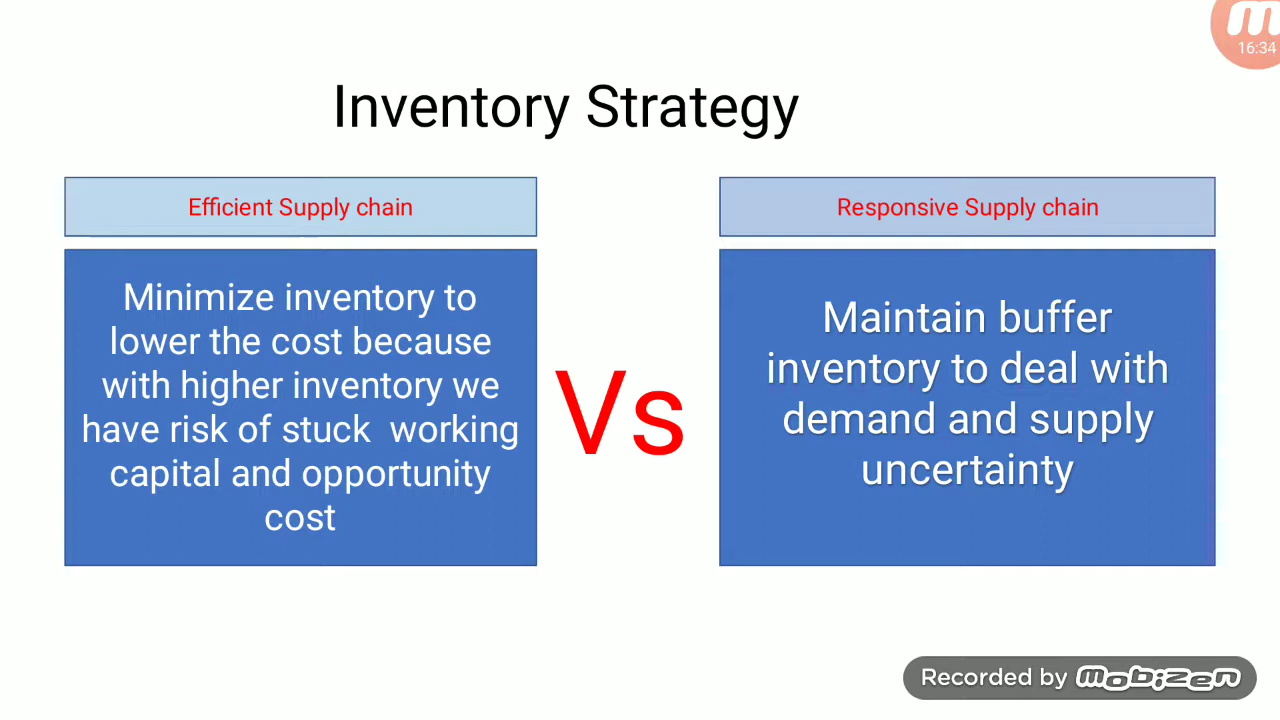 16:34
Inventory Strategy
Efficient Supply chain
Minimize inventory to
lower the cost because
with higher inventory we
have risk of stuck  working
capital and opportunity
cost
Vs
Responsive Supply chain
Maintain buffer
inventory to deal with
demand and supply
uncertainty
Recorded by mobizen